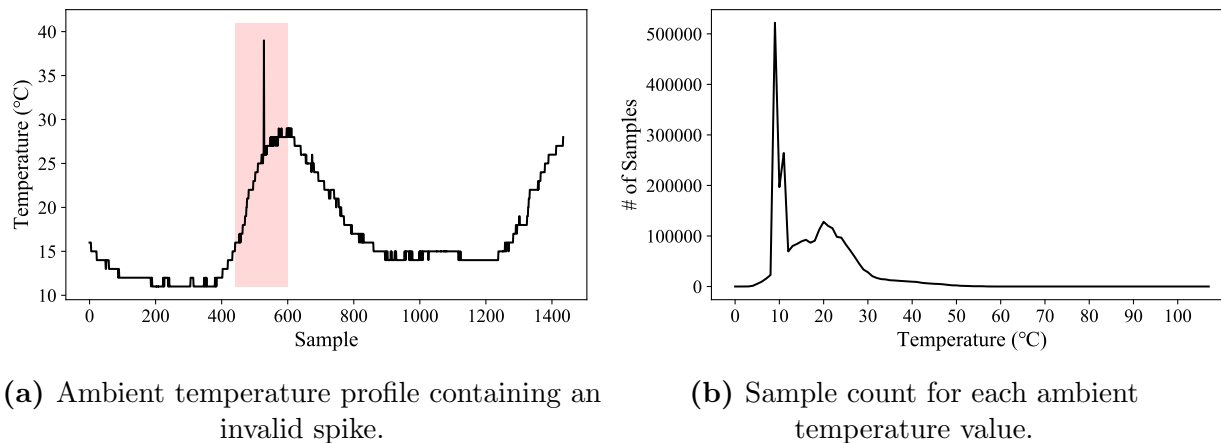 40
35
30
25
20
15
10
Temperature (°C)
0 200 400 600 800 1000 1200 1400
Sample
500000
400000
300000
200000
100000
0
# of Samples
0 10 20 30 40 50 60 70 80 90 100
Temperature (°C)
(a) Ambient temperature profile containing an
invalid spike.
(b) Sample count for each ambient
temperature value.